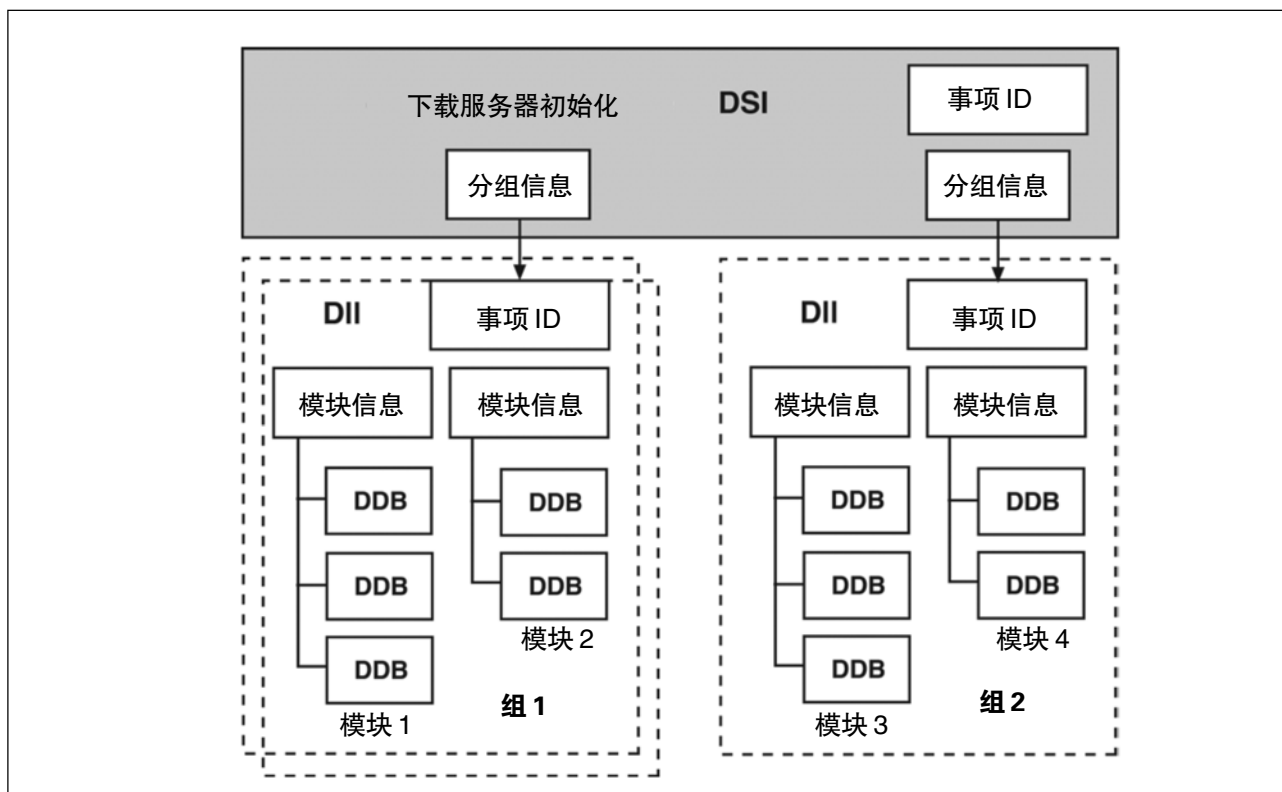 事项 ID
下载服务器初始化
DSI
分组信息
分组信息
DII
事项 ID
模块信息
模块信息
DDB
DDB
DDB
DDB
DDB
模块 2
模块 1
组 1
DII
事项 ID
模块信息
模块信息
DDB
DDB
DDB
DDB
DDB
模块 4
模块 3
组 2